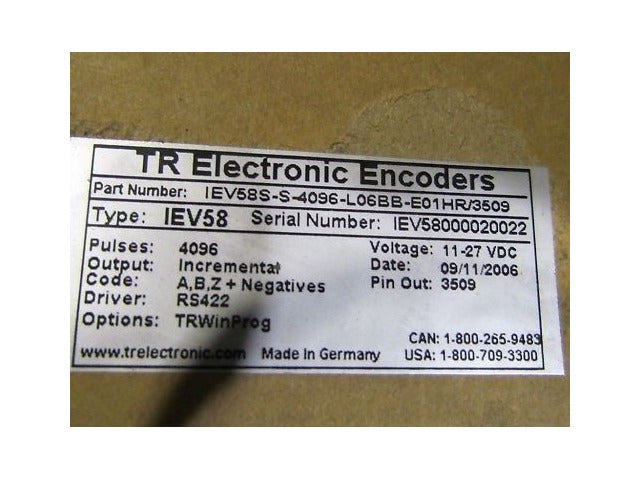 TR Electronic Encoders
Part Number: IEV58S-S-4096-L06BB-E01HR/3509
Type: IEV58 Serial Number: IEV58000020022
Pulses: 4096 Voltage: 11-27 VDC
Output: Incremental Date: 09/11/2006
Code: A,B,Z + Negatives Pin Out: 3509
Driver: RS422
Options: TRWinProg
CAN: 1-800-265-9483
www.trelectronic.com Made In Germany USA: 1-800-709-3300